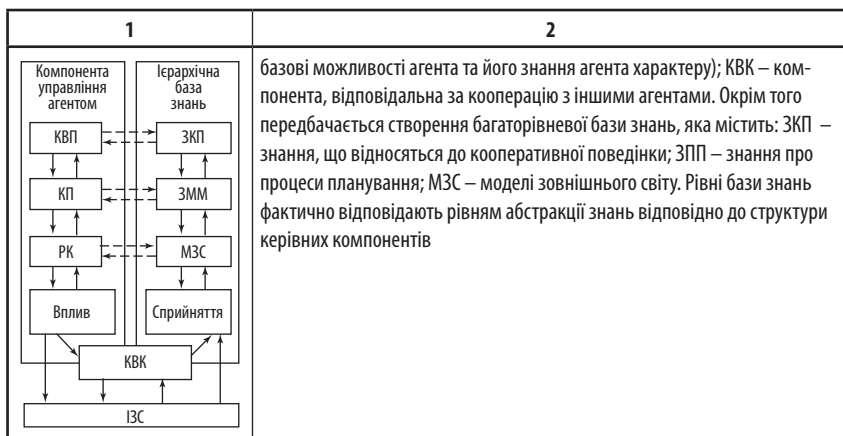 1
2
Компонента
управління
агентом
Ієрархічна
база
знань
КВП
ЗКП
КП
ЗММ
РК
МЗС
Вплив
Сприйняття
КВК
ІЗС
базові можливості агента та його знання агента характеру); КВК – ком-
понента, відповідальна за кооперацію з іншими агентами. Окрім того
передбачається створення багаторівневої бази знань, яка містить: ЗКП –
знання, що відносяться до кооперативної поведінки; ЗПП – знання про
процеси планування; МЗС – моделі зовнішнього світу. Рівні бази знань
фактично відповідають рівням абстракції знань відповідно до структури
керівних компонентів